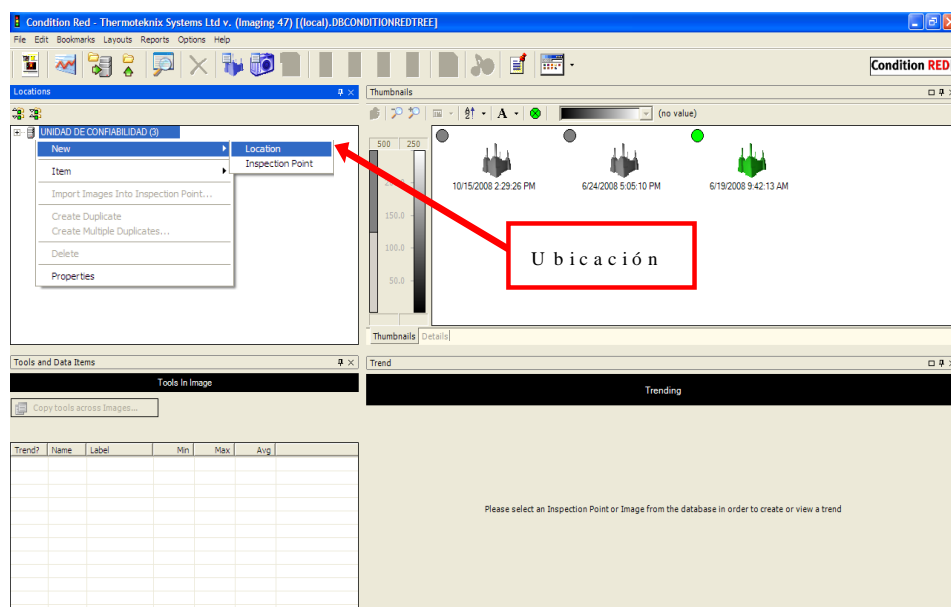 Condition Red - Thermoteknix Systems Ltd v. (Imaging 47) [(local).DBCONDITIONREDTREE]
File Edit Bookmarks Layouts Reports Options Help
Condition RED
Locations
Thumbnails
UNIDAD DE CONFIABILIDAD (3)
New
Location
Inspection Point
Item
Import Images Into Inspection Point...
Create Duplicate
Create Multiple Duplicates...
Delete
Properties
(no value)
500 250
150.0
100.0
50.0
10/15/2008 2:29:26 PM
6/24/2008 5:05:10 PM
6/19/2008 9:42:13 AM
Ubicación
Thumbnails Details
Tools and Data Items
Tools In Image
Copy tools across Images...
Trend? Name Label Min Max Avg
Trend
Trending
Please select an Inspection Point or Image from the database in order to create or view a trend